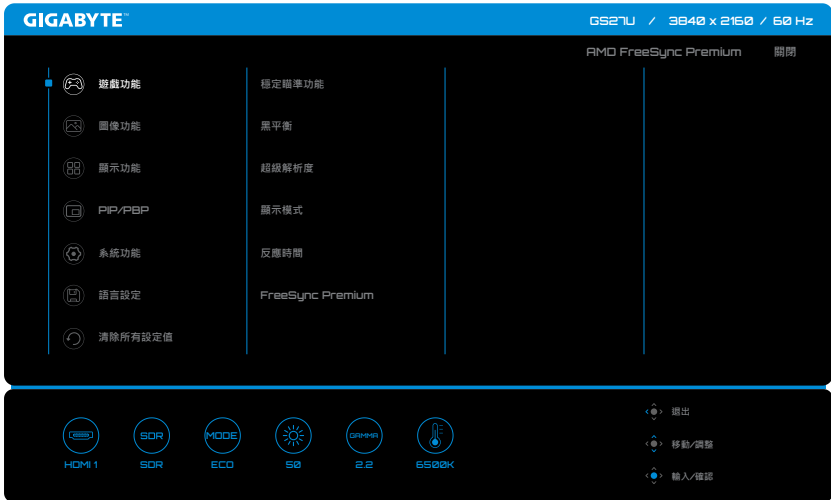 GIGABYTE™
GS27U / 3840 x 2160 / 60 Hz
AMD FreeSync Premium 關閉
遊戲功能
圖像功能
顯示功能
PIP/PBP
系統功能
語言設定
清除所有設定值
穩定瞄準功能
黑平衡
超級解析度
顯示模式
反應時間
FreeSync Premium
SDR
MODE
GAMMA
HDMI 1
SDR
ECO
50
2.2
6500K
退出
移動/調整
輸入/確認